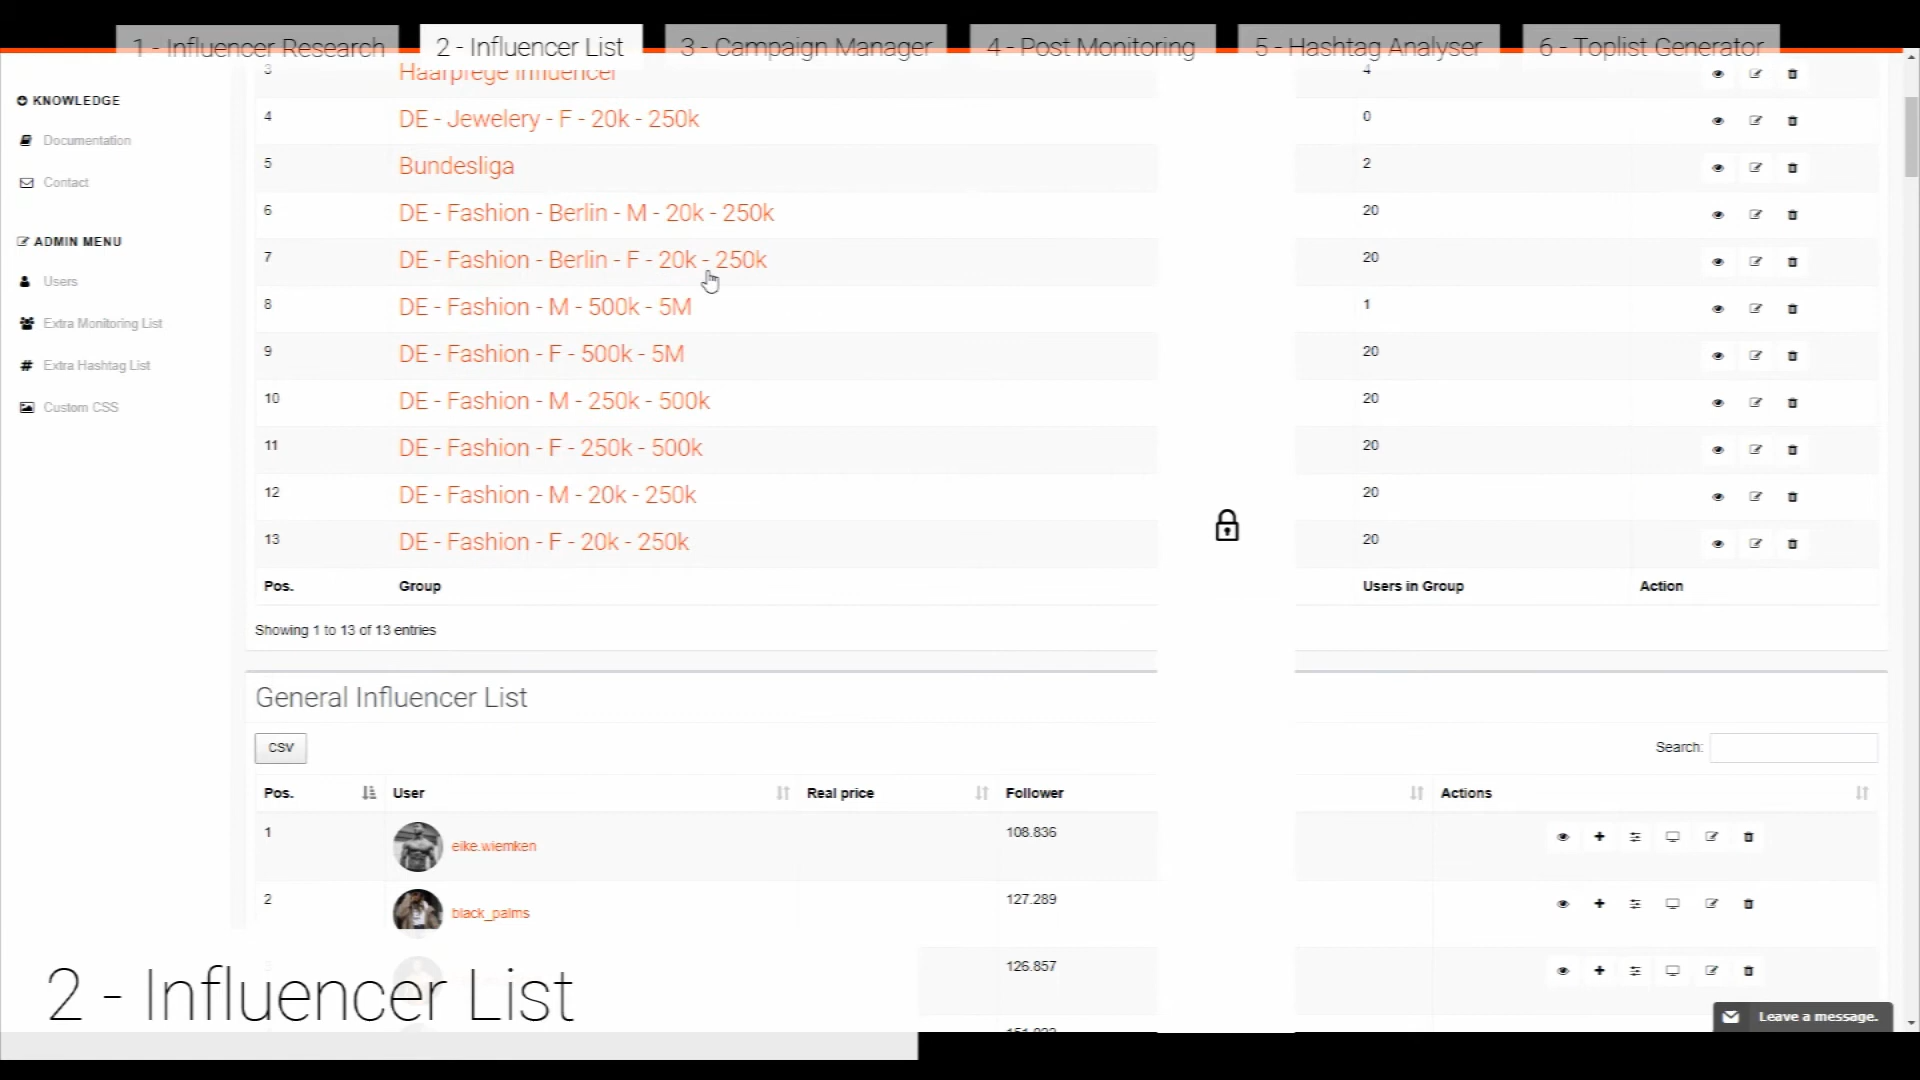 1 - Influencer Research 2 - Influencer List 3 - Campaign Manager 4 - Post Monitoring 5 - Hashtag Analyser 6 - Toplist Generator
KNOWLEDGE
Documentation
Contact
ADMIN MENU
Users
Extra Monitoring List
Extra Hashtag List
Custom CSS
3 Haarpflege Influencer 4
4 DE - Jewelery - F - 20k - 250k 0
5 Bundesliga 2
6 DE - Fashion - Berlin - M - 20k - 250k 20
7 DE - Fashion - Berlin - F - 20k - 250k 20
8 DE - Fashion - M - 500k - 5M 1
9 DE - Fashion - F - 500k - 5M 20
10 DE - Fashion - M - 250k - 500k 20
11 DE - Fashion - F - 250k - 500k 20
12 DE - Fashion - M - 20k - 250k 20
13 DE - Fashion - F - 20k - 250k 20
Pos. Group Users in Group Action
Showing 1 to 13 of 13 entries
General Influencer List
CSV Search:
Pos. User Real price Follower Actions
1 eike.wiemken 108.836
2 black_palms 127.289
3 126.857
2 - Influencer List
Leave a message.